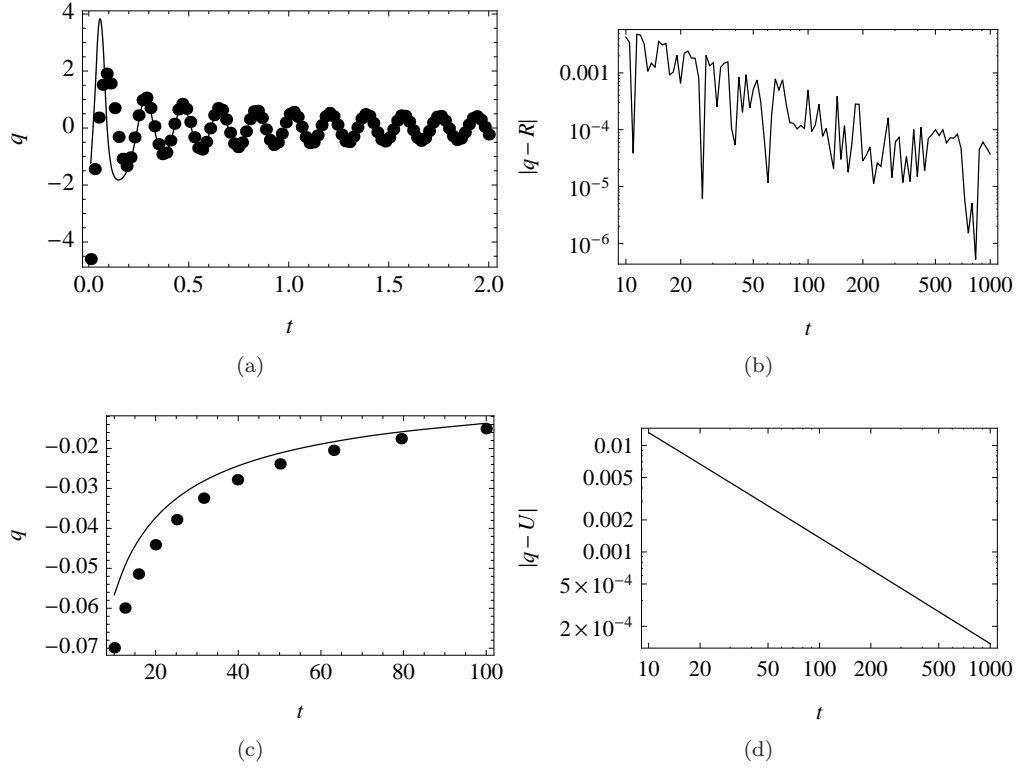 4
2
0
−2
−4
q
0.0 0.5 1.0 1.5 2.0
t
(a)
0.001
10⁻⁴
10⁻⁵
10⁻⁶
|q − R|
10 20 50 100 200 500 1000
t
(b)
−0.02
−0.03
−0.04
−0.05
−0.06
−0.07
q
20 40 60 80 100
t
(c)
0.01
0.005
0.002
0.001
5×10⁻⁴
2×10⁻⁴
|q − U|
10 20 50 100 200 500 1000
t
(d)